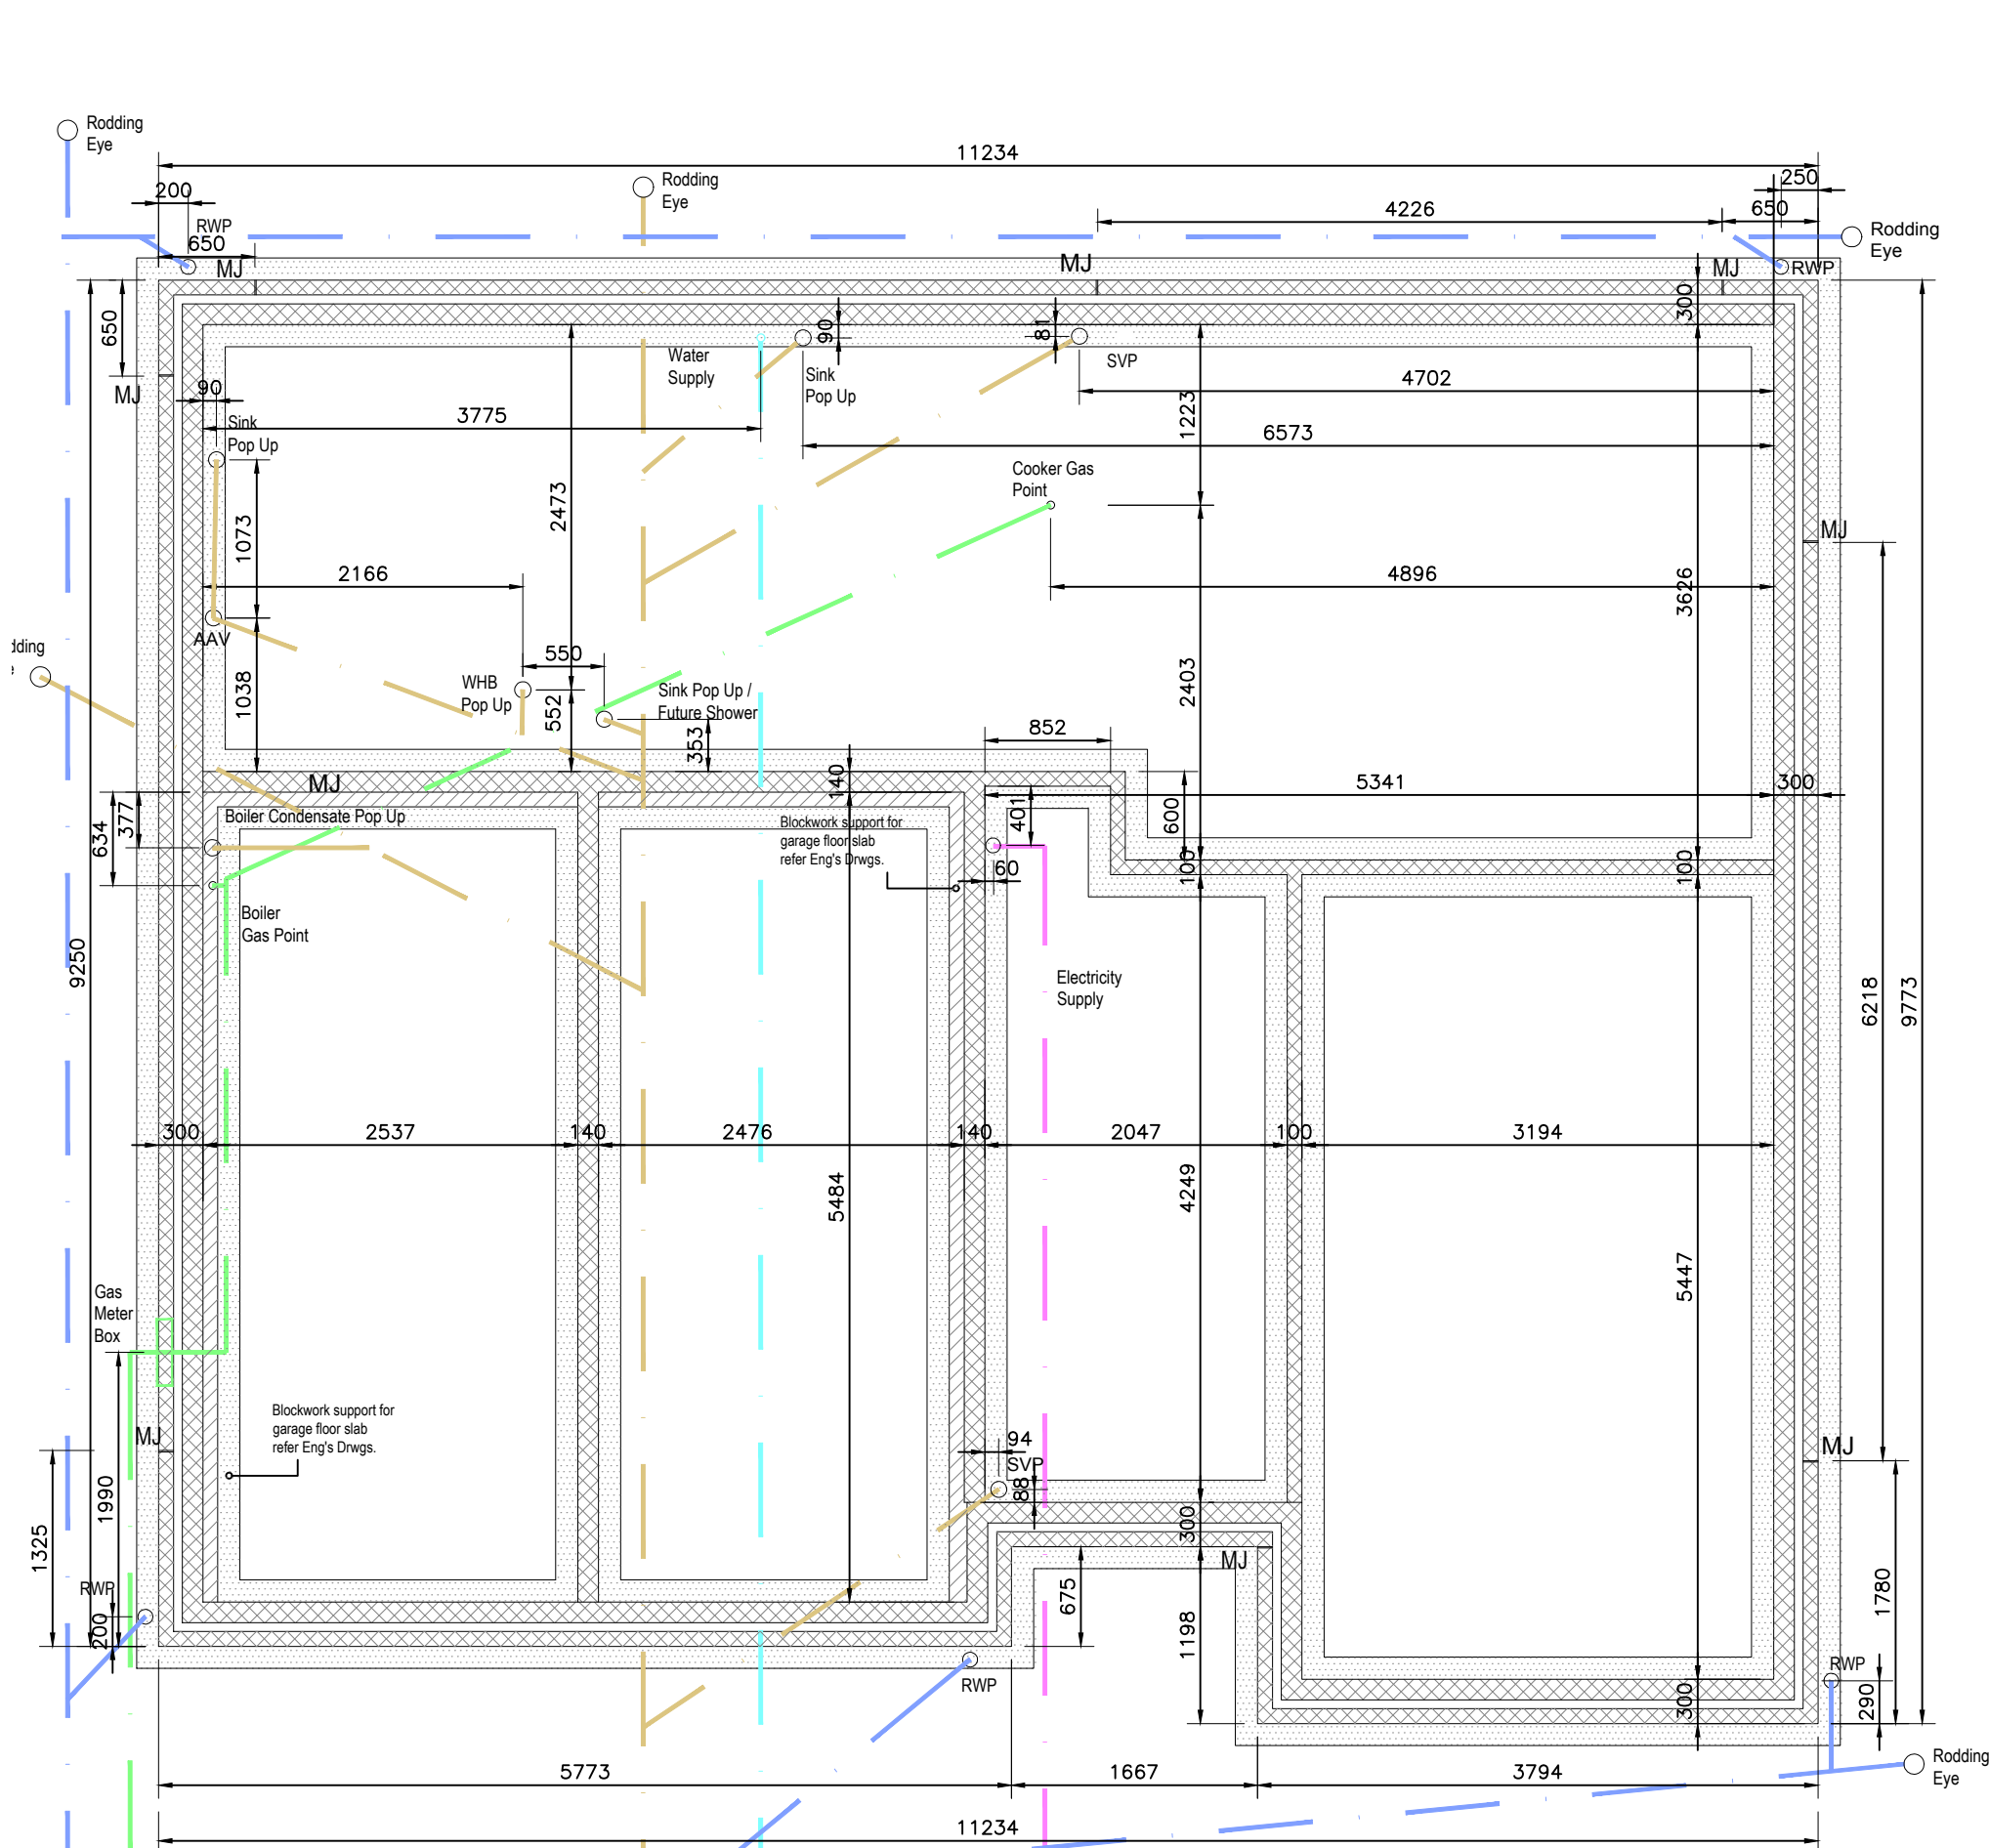 Rodding
Eye
11234
Rodding
Eye
200
250
RWP
4226
650
650
Rodding
Eye
MJ
MJ
MJ
RWP
300
650
90
81
Water
Supply
SVP
Sink
Pop Up
MJ
90
4702
Sink
Pop Up
3775
1223
6573
Cooker Gas
Point
2473
1073
MJ
2166
4896
3626
AAV
dding
550
1038
WHB
Pop Up
552
Sink Pop Up /
Future Shower
353
2403
852
MJ
140
5341
300
377
634
Boiler Condensate Pop Up
Blockwork support for
garage floor slab
refer Eng's Drwgs.
401
600
100
100
60
Boiler
Gas Point
9250
Electricity
Supply
6218
9773
300
2537
140
2476
140
2047
100
3194
5484
4249
5447
Gas
Meter
Box
Blockwork support for
garage floor slab
refer Eng's Drwgs.
MJ
94
SVP
88
MJ
1990
1325
300
MJ
675
1198
1780
RWP
200
RWP
RWP
300
290
Rodding
Eye
5773
1667
3794
11234